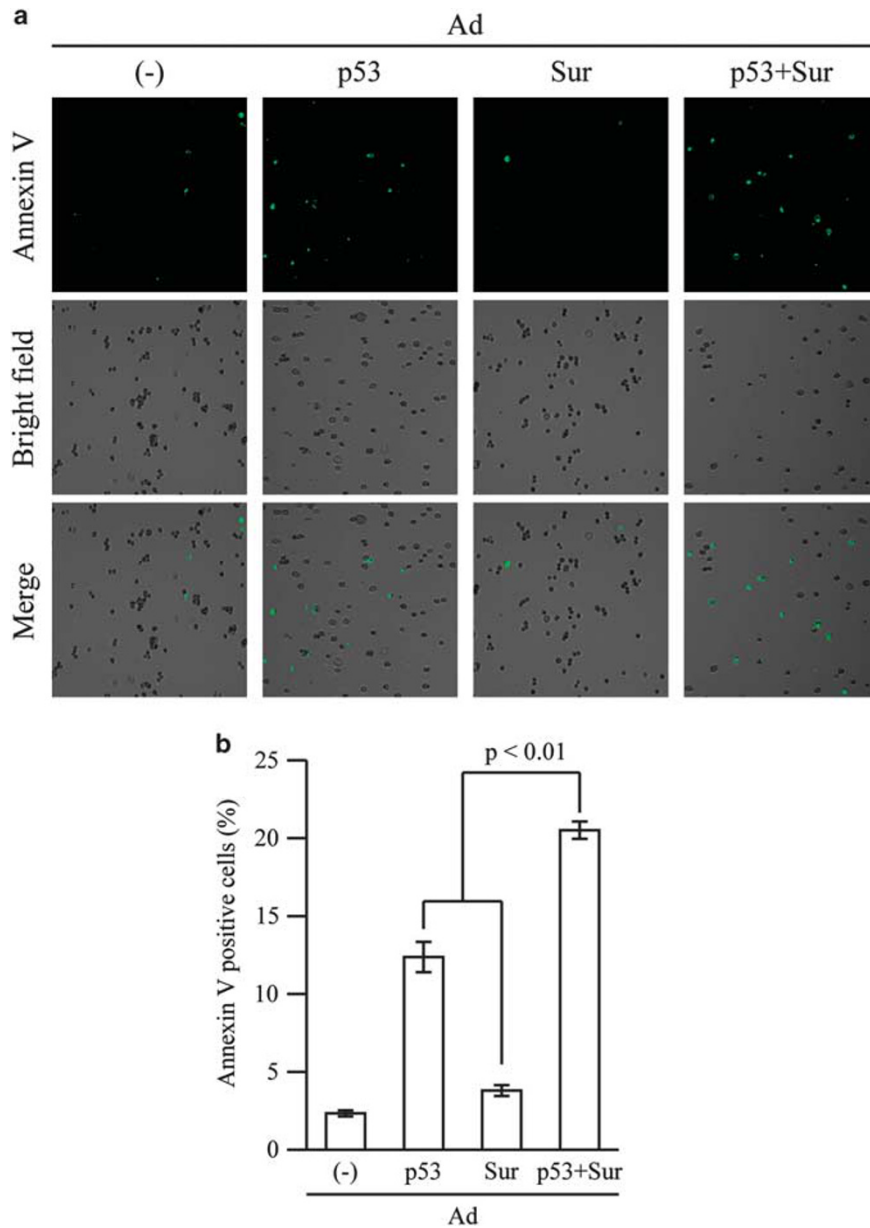 a
Ad
(-) p53 Sur p53+Sur
Annexin V
Bright field
Merge
b
p < 0.01
Annexin V positive cells (%)
25
20
15
10
5
0
(-) p53 Sur p53+Sur
Ad